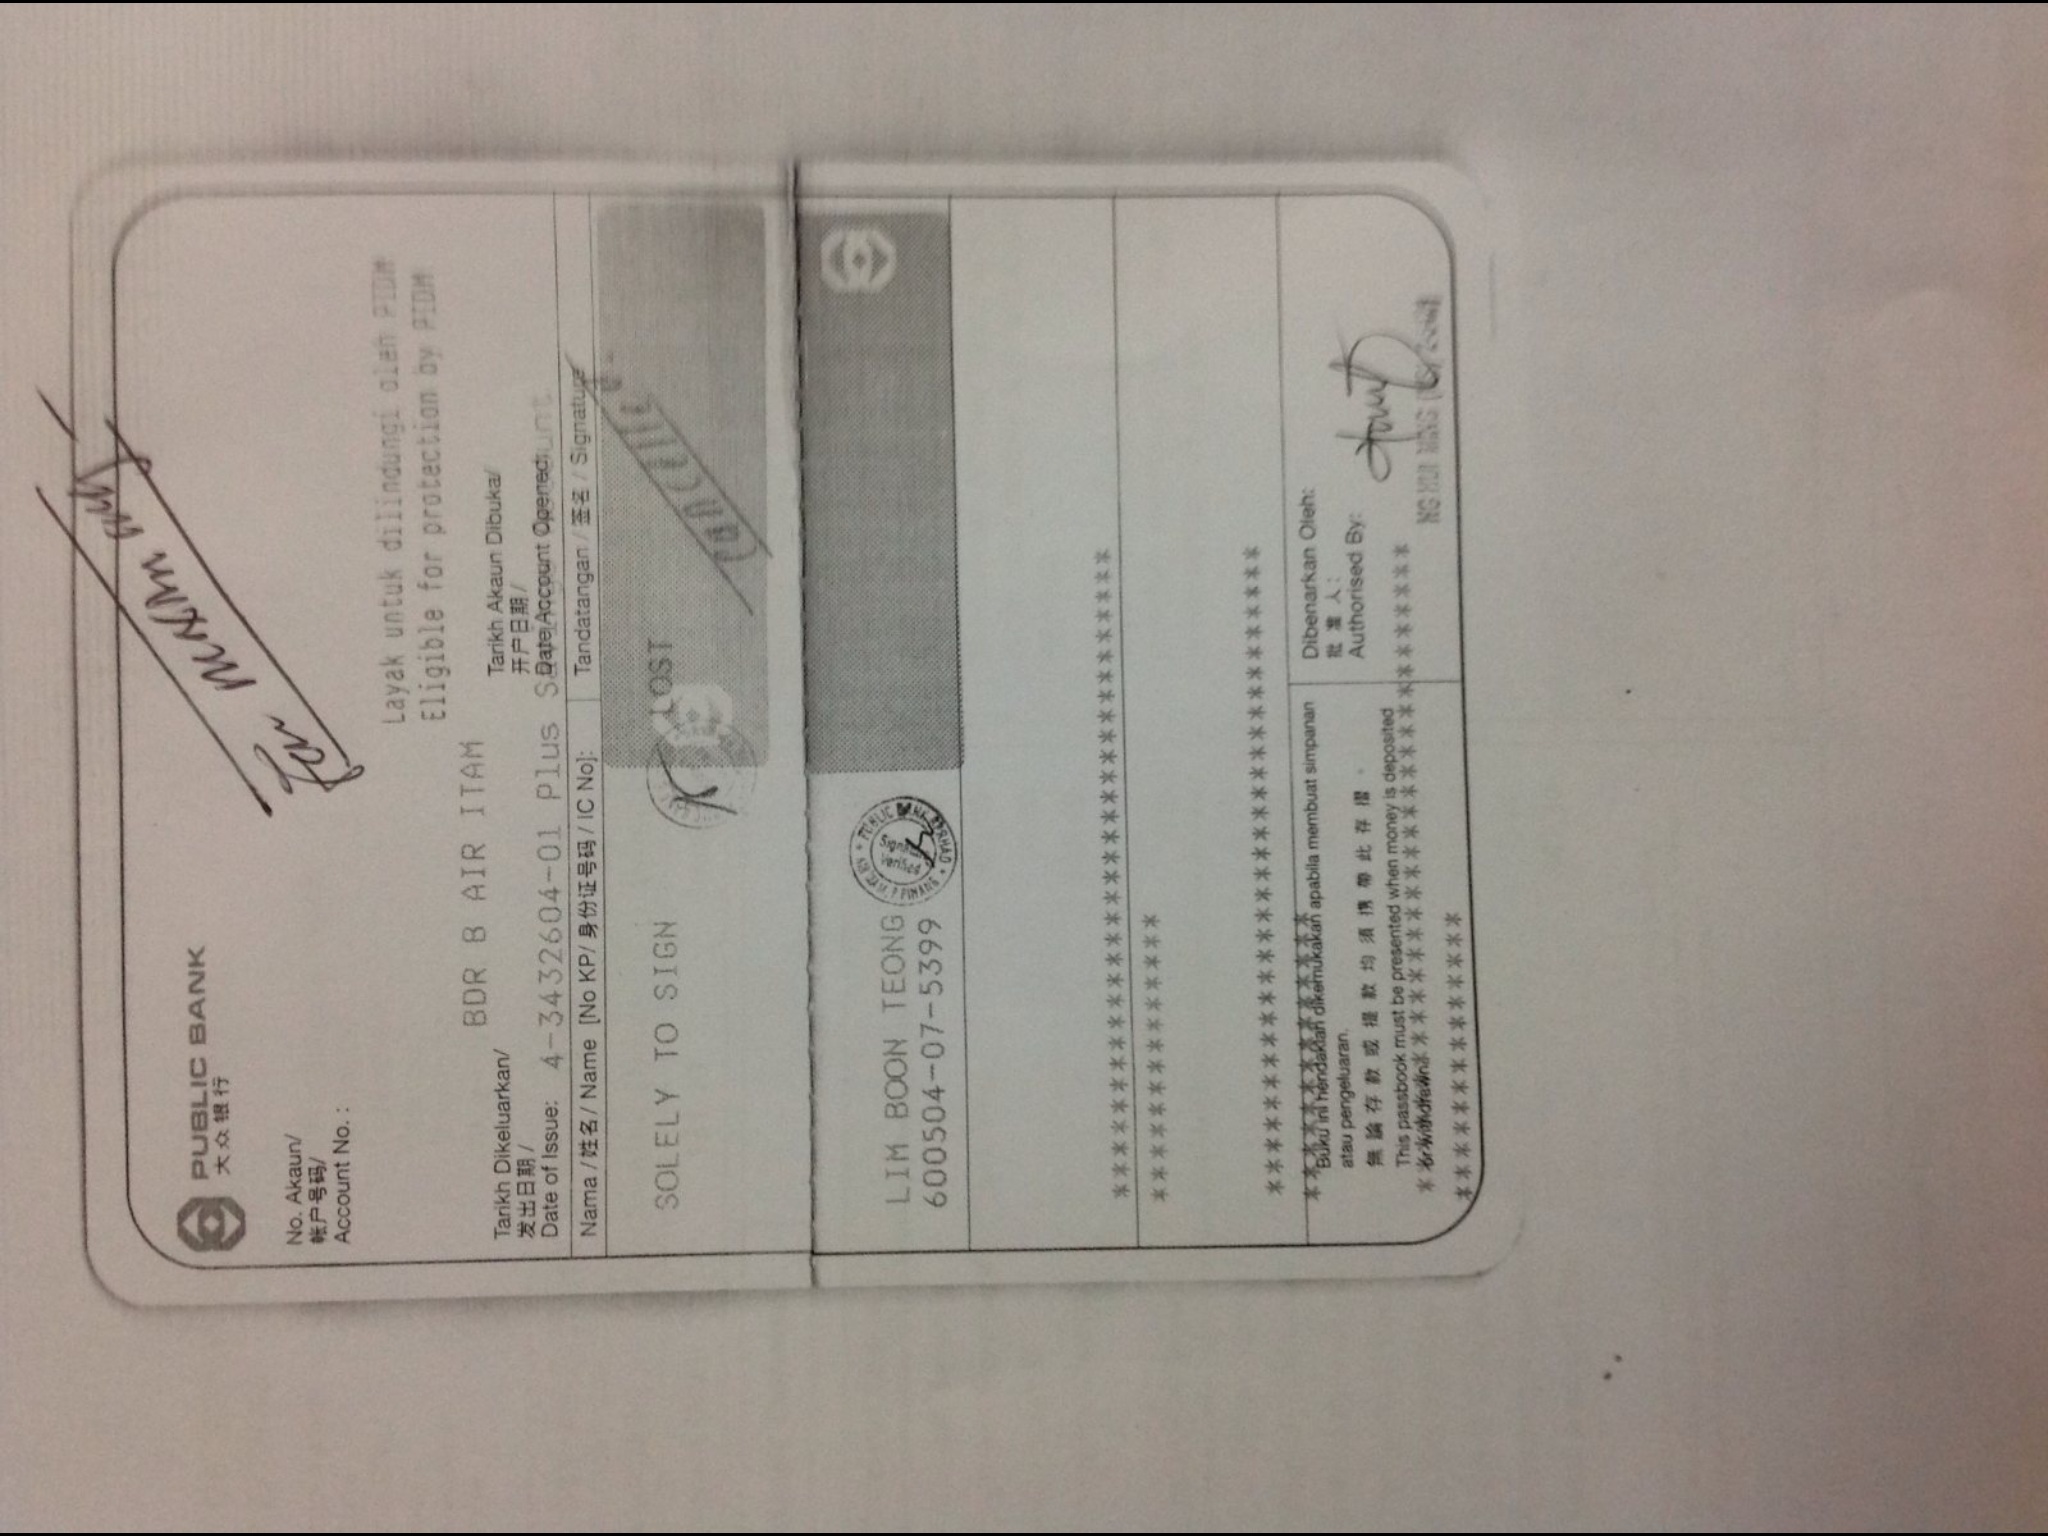 PUBLIC BANK
大众银行
No. Akaun/
帐户号码/
Account No. :
Layak untuk dilindungi oleh PIDM
Eligible for protection by PIDM
BDR B AIR ITAM
Tarikh Dikeluarkan/
发出日期/
Date of Issue:
Tarikh Akaun Dibuka/
开户日期/
Date Account Opened:
4-3432604-01 Plus
Nama / 姓名 / Name [No KP/ 身份证号码 / IC No]:
Tandatangan / 签名 / Signature
SOLELY TO SIGN
LOST
LIM BOON TEONG
600504-07-5399
PUBLIC BANK BERHAD
Signature
Verified
****************************************
****************
****************************************
****************
Buku ini hendaklah dikemukakan apabila membuat simpanan
atau pengeluaran.
無論存款或提款均須携帶此存摺。
This passbook must be presented when money is deposited
or withdrawn.
****************************************
****************
Dibenarkan Oleh:
批准人:
Authorised By: